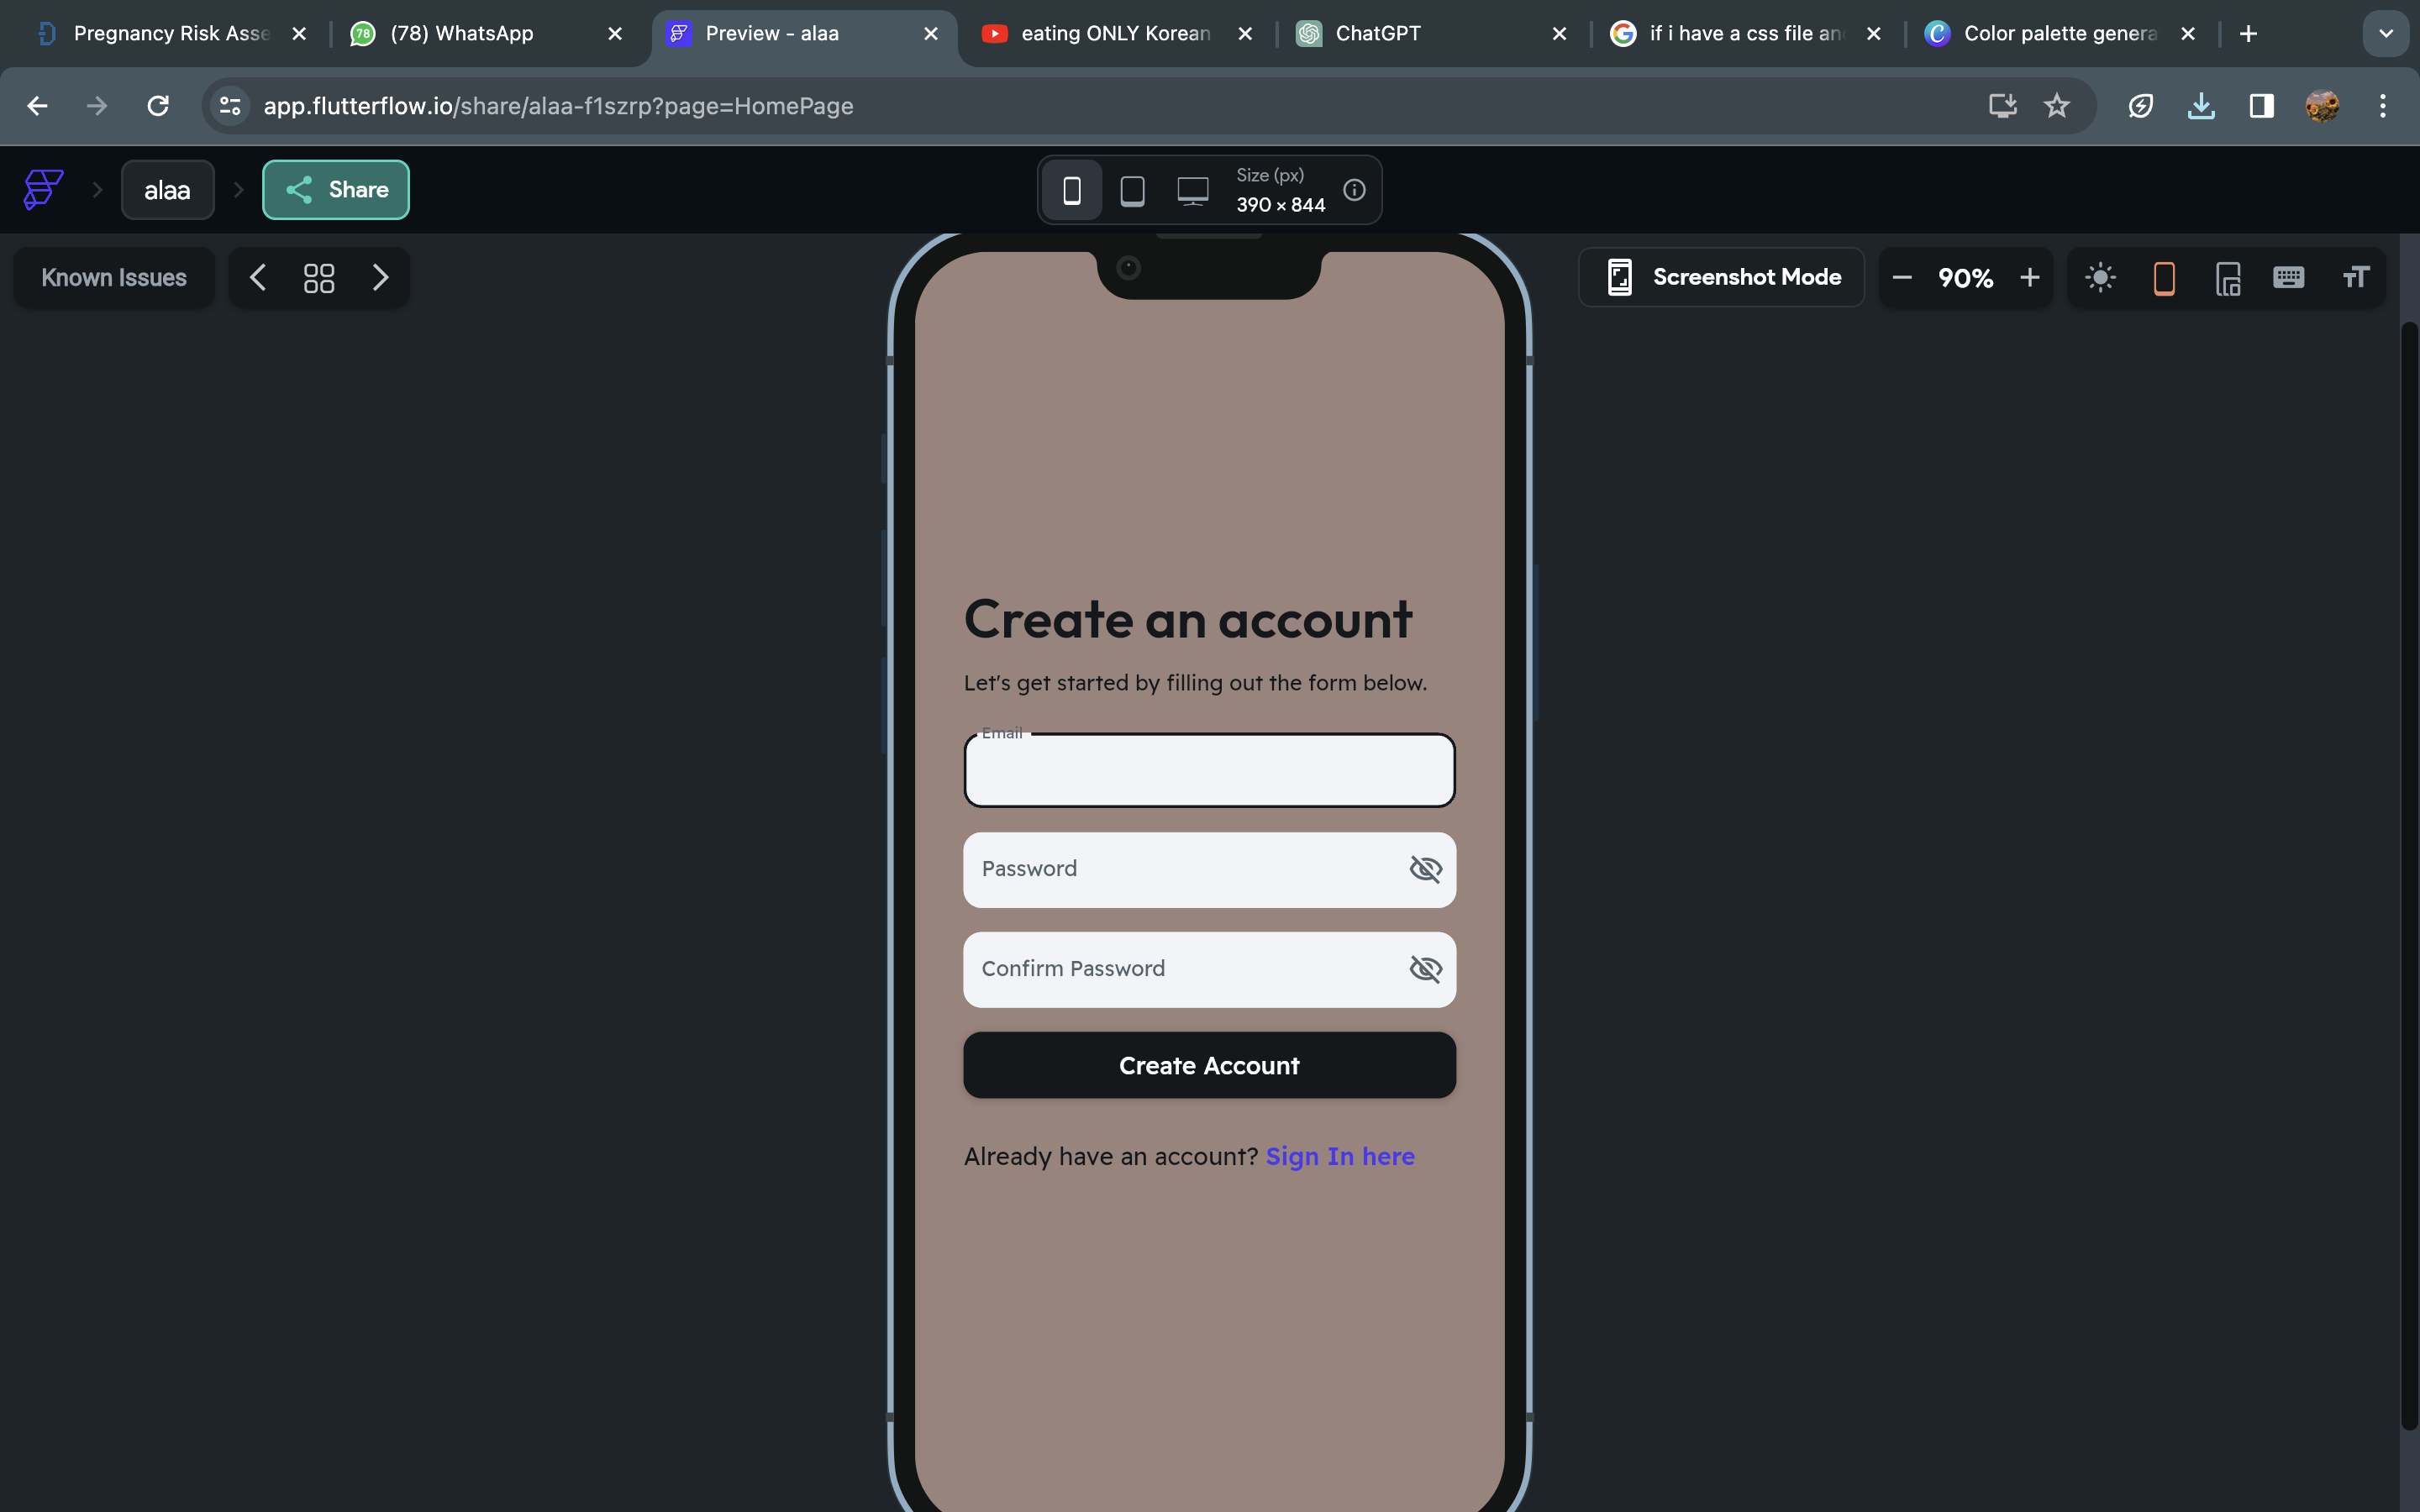 Pregnancy Risk Asse
(78) WhatsApp
Preview - alaa
eating ONLY Korean
ChatGPT
if i have a css file an
Color palette genera
app.flutterflow.io/share/alaa-f1szrp?page=HomePage
alaa
Share
Size (px)
390 × 844
Known Issues
Screenshot Mode
90%
Create an account
Let's get started by filling out the form below.
Email
Password
Confirm Password
Create Account
Already have an account? Sign In here